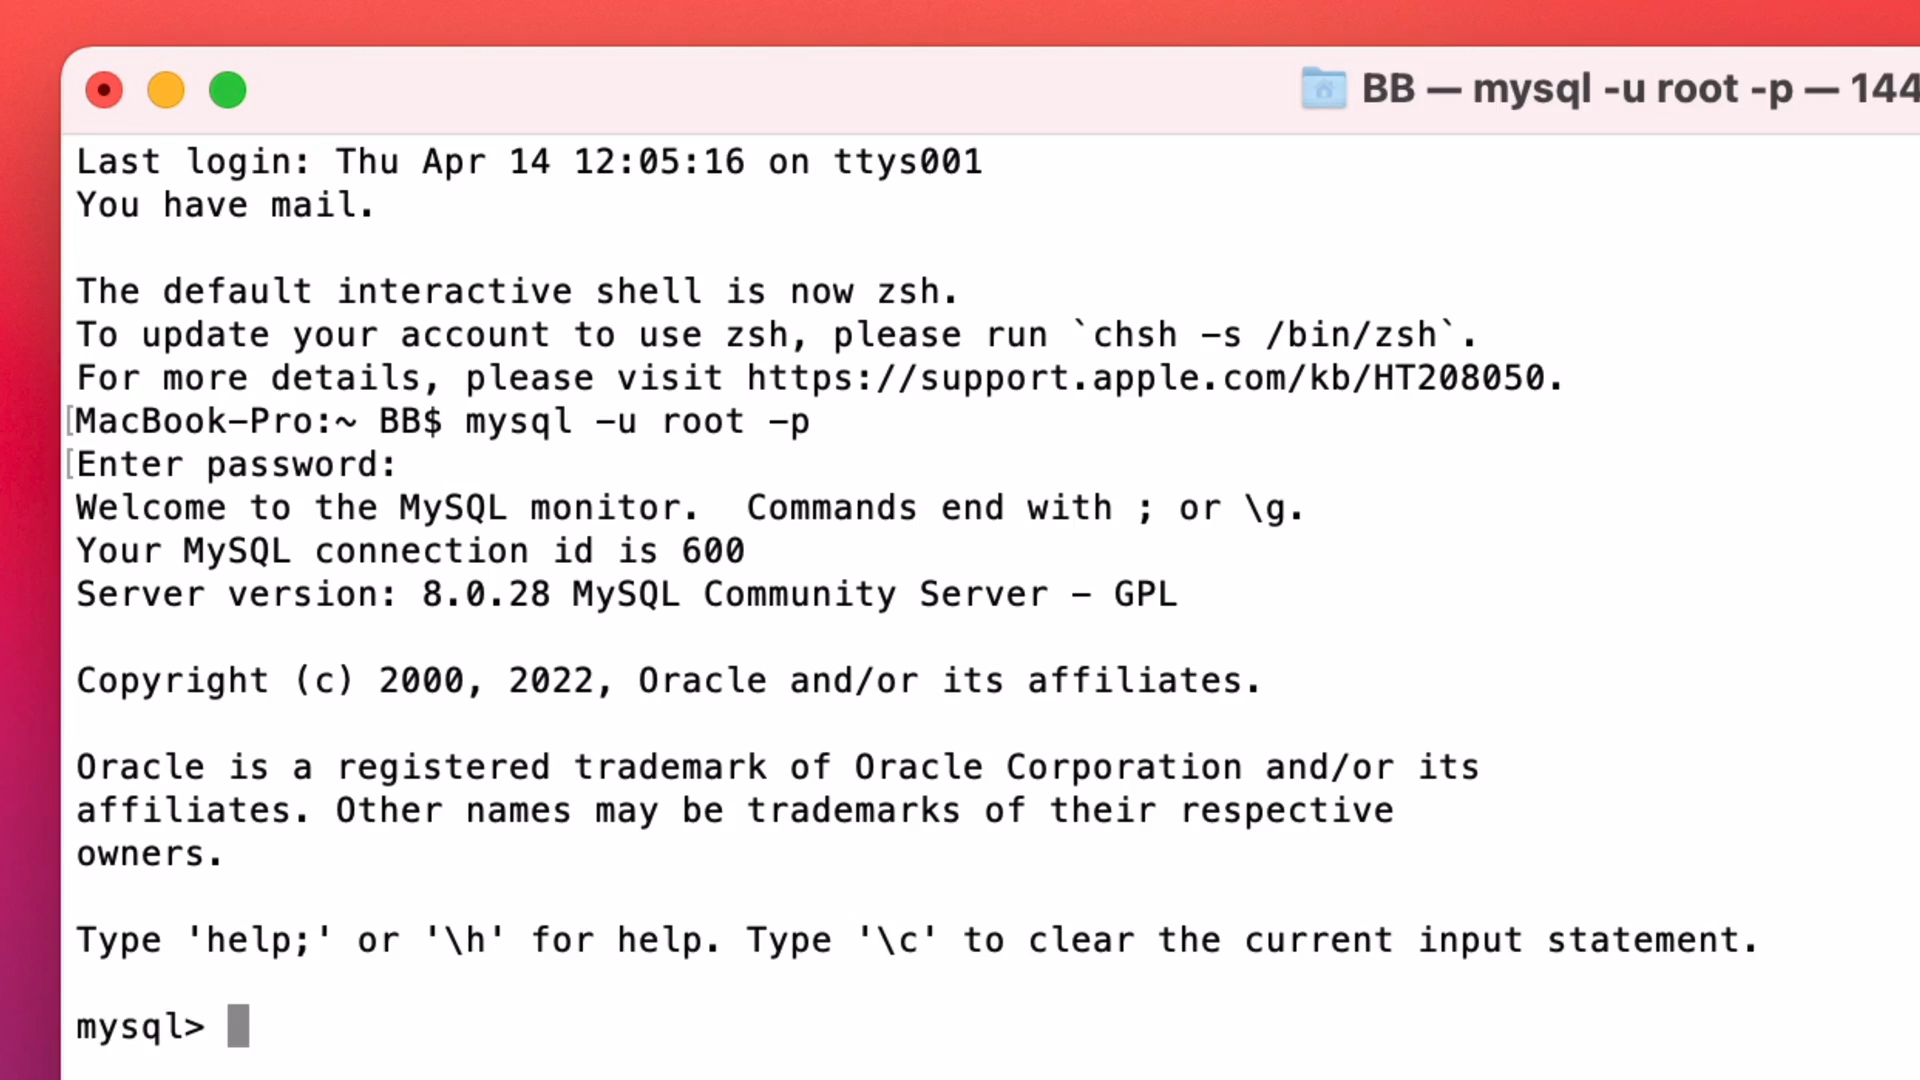 BB — mysql -u root -p — 144
Last login: Thu Apr 14 12:05:16 on ttys001
You have mail.
The default interactive shell is now zsh.
To update your account to use zsh, please run `chsh -s /bin/zsh`.
For more details, please visit https://support.apple.com/kb/HT208050.
[MacBook-Pro:~ BB$ mysql -u root -p
[Enter password:
Welcome to the MySQL monitor.  Commands end with ; or \g.
Your MySQL connection id is 600
Server version: 8.0.28 MySQL Community Server - GPL
Copyright (c) 2000, 2022, Oracle and/or its affiliates.
Oracle is a registered trademark of Oracle Corporation and/or its
affiliates. Other names may be trademarks of their respective
owners.
Type 'help;' or '\h' for help. Type '\c' to clear the current input statement.
mysql>